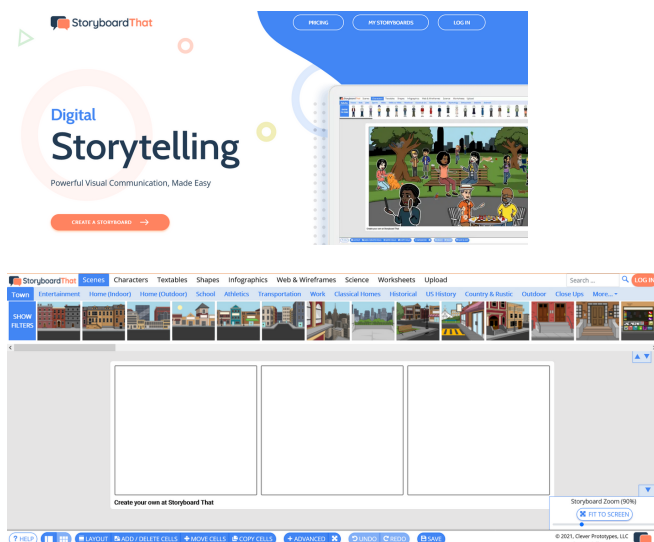 StoryboardThat
PRICING MY STORYBOARDS LOG IN
Digital
Storytelling
Powerful Visual Communication, Made Easy
CREATE A STORYBOARD
StoryboardThat Scenes Characters Textables Shapes Infographics Web & Wireframes Science Worksheets Upload Search ... LOG IN
Town Entertainment Home (Indoor) Home (Outdoor) School Athletics Transportation Work Classical Homes Historical US History Country & Rustic Outdoor Close Ups More...
SHOW
FILTERS
Create your own at Storyboard That
Storyboard Zoom (90%)
FIT TO SCREEN
? HELP LAYOUT ADD / DELETE CELLS MOVE CELLS COPY CELLS + ADVANCED UNDO REDO SAVE
© 2021, Clever Prototypes, LLC